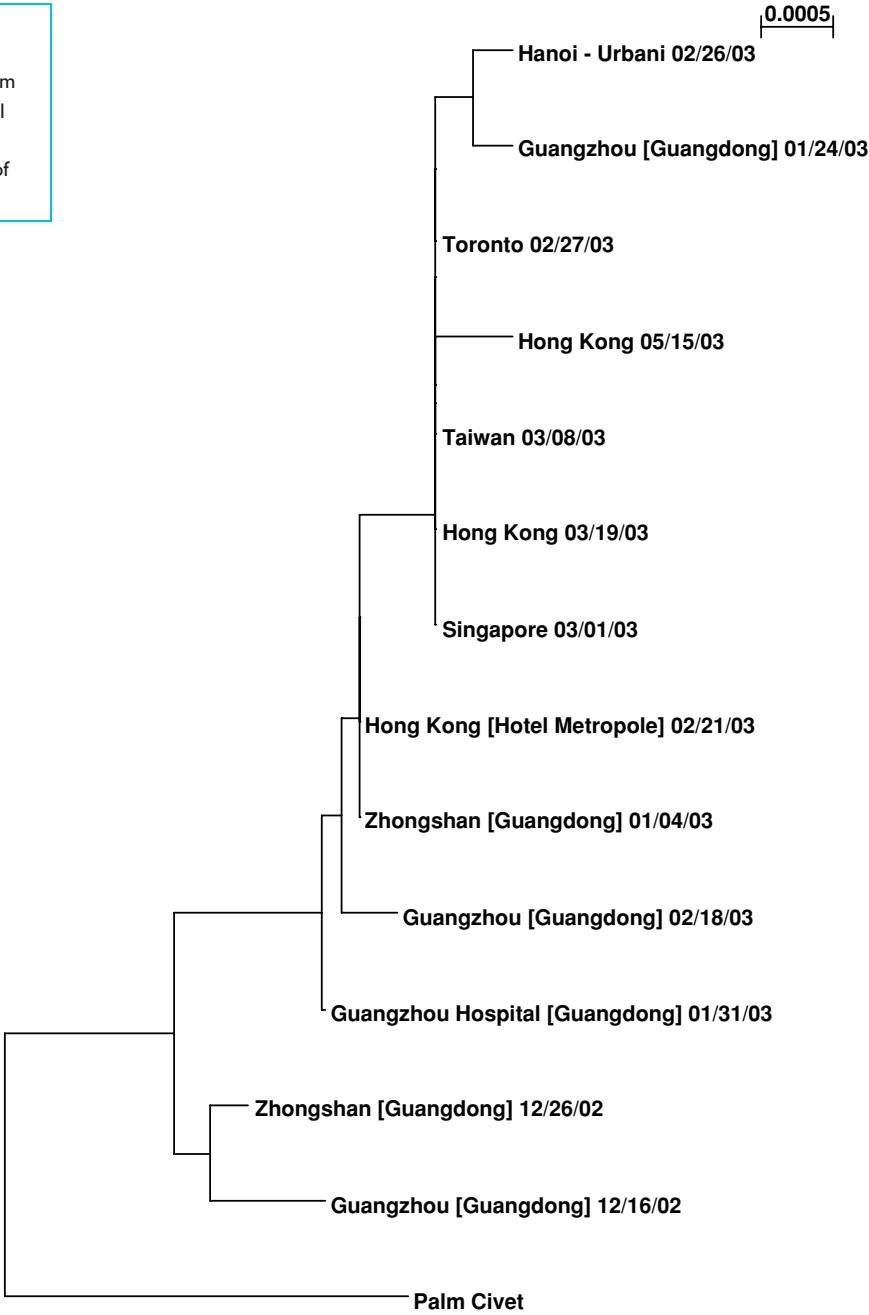 m
l
of
0.0005
Hanoi - Urbani 02/26/03
Guangzhou [Guangdong] 01/24/03
Toronto 02/27/03
Hong Kong 05/15/03
Taiwan 03/08/03
Hong Kong 03/19/03
Singapore 03/01/03
Hong Kong [Hotel Metropole] 02/21/03
Zhongshan [Guangdong] 01/04/03
Guangzhou [Guangdong] 02/18/03
Guangzhou Hospital [Guangdong] 01/31/03
Zhongshan [Guangdong] 12/26/02
Guangzhou [Guangdong] 12/16/02
Palm Civet